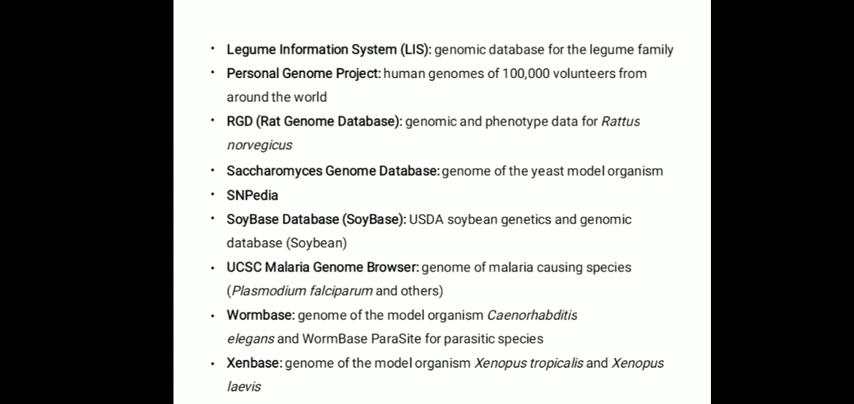 • Legume Information System (LIS): genomic database for the legume family
• Personal Genome Project: human genomes of 100,000 volunteers from
around the world
• RGD (Rat Genome Database): genomic and phenotype data for Rattus
norvegicus
• Saccharomyces Genome Database: genome of the yeast model organism
• SNPedia
• SoyBase Database (SoyBase): USDA soybean genetics and genomic
database (Soybean)
• UCSC Malaria Genome Browser: genome of malaria causing species
(Plasmodium falciparum and others)
• Wormbase: genome of the model organism Caenorhabditis
elegans and WormBase ParaSite for parasitic species
• Xenbase: genome of the model organism Xenopus tropicalis and Xenopus
laevis